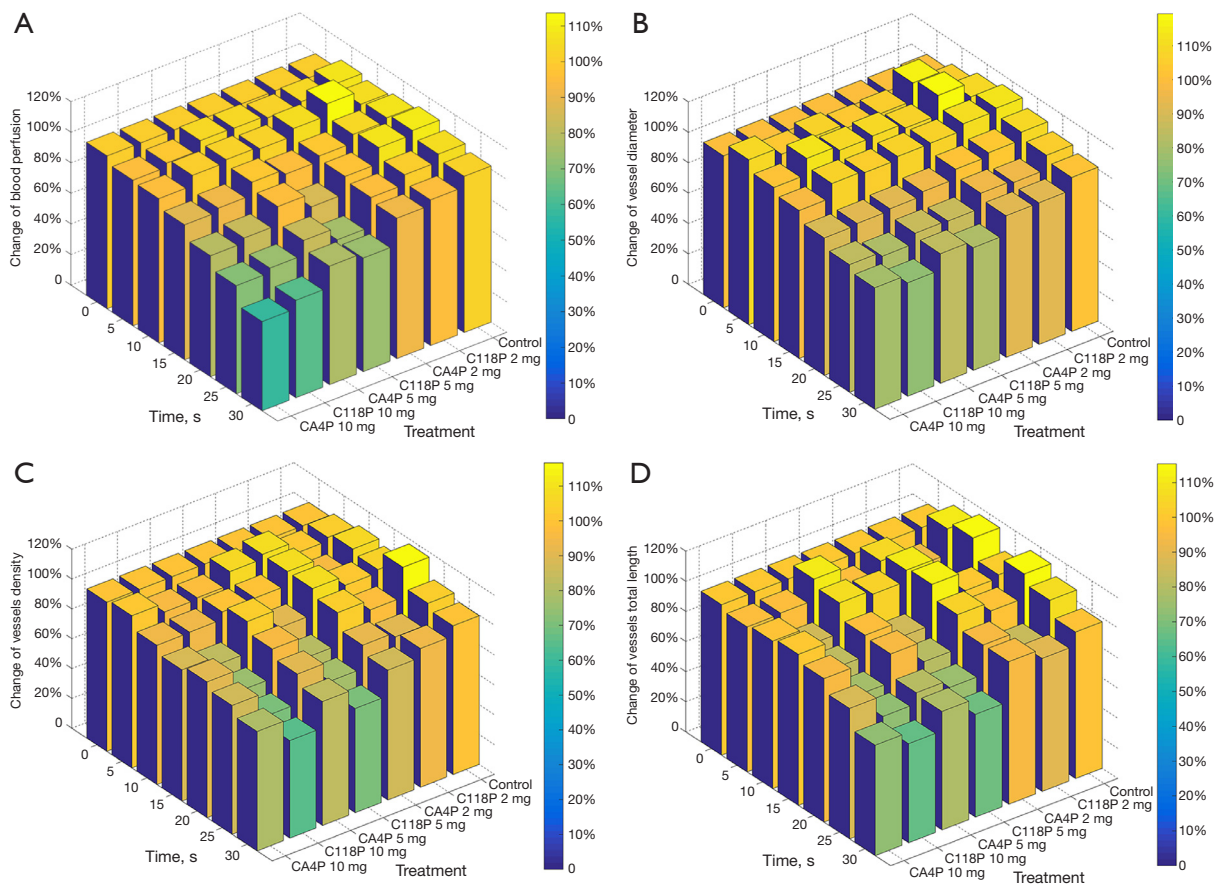 A
Change of blood perfusion
120%
100%
80%
60%
40%
20%
0
0
5
10
15
20
25
30
Time, s
CA4P 10 mg
C118P 10 mg
CA4P 5 mg
C118P 5 mg
CA4P 2 mg
C118P 2 mg
Control
Treatment
110%
100%
90%
80%
70%
60%
50%
40%
30%
20%
10%
0
B
Change of vessel diameter
120%
100%
80%
60%
40%
20%
0
0
5
10
15
20
25
30
Time, s
CA4P 10 mg
C118P 10 mg
CA4P 5 mg
C118P 5 mg
CA4P 2 mg
C118P 2 mg
Control
Treatment
110%
100%
90%
80%
70%
60%
50%
40%
30%
20%
10%
0
C
Change of vessels density
120%
100%
80%
60%
40%
20%
0
0
5
10
15
20
25
30
Time, s
CA4P 10 mg
C118P 10 mg
CA4P 5 mg
C118P 5 mg
CA4P 2 mg
C118P 2 mg
Control
Treatment
110%
100%
90%
80%
70%
60%
50%
40%
30%
20%
10%
0
D
Change of vessels total length
120%
100%
80%
60%
40%
20%
0
0
5
10
15
20
25
30
Time, s
CA4P 10 mg
C118P 10 mg
CA4P 5 mg
C118P 5 mg
CA4P 2 mg
C118P 2 mg
Control
Treatment
110%
100%
90%
80%
70%
60%
50%
40%
30%
20%
10%
0